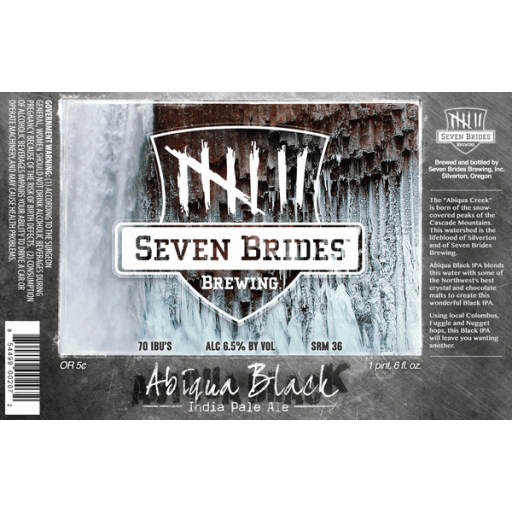 GOVERNMENT WARNING: (1) ACCORDING TO THE SURGEON
GENERAL, WOMEN SHOULD NOT DRINK ALCOHOLIC BEVERAGES DURING
PREGNANCY BECAUSE OF THE RISK OF BIRTH DEFECTS. (2) CONSUMPTION
OF ALCOHOLIC BEVERAGES IMPAIRS YOUR ABILITY TO DRIVE A CAR OR
OPERATE MACHINERY, AND MAY CAUSE HEALTH PROBLEMS.
8 54499 00207 2
SEVEN BRIDES
BREWING
70 IBU'S ALC 6.5% BY VOL SRM 36
OR 5¢
1 pint, 6 fl. oz.
Abiqua Black
India Pale Ale
SEVEN BRIDES
BREWING
Brewed and bottled by
Seven Brides Brewing, Inc.
Silverton, Oregon
The "Abiqua Creek"
is born of the snow-
covered peaks of the
Cascade Mountains.
This watershed is the
lifeblood of Silverton
and of Seven Brides
Brewing.
Abiqua Black IPA blends
this water with some of
the Northwest's best
crystal and chocolate
malts to create this
wonderful Black IPA.
Using local Columbus,
Fuggle and Nugget
hops, this Black IPA
will leave you wanting
another.